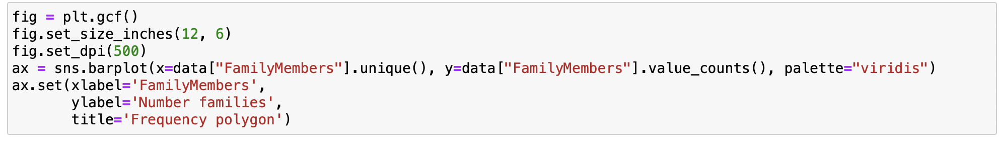 fig = plt.gcf()
fig.set_size_inches(12, 6)
fig.set_dpi(500)
ax = sns.barplot(x=data["FamilyMembers"].unique(), y=data["FamilyMembers"].value_counts(), palette="viridis")
ax.set(xlabel='FamilyMembers',
       ylabel='Number families',
       title='Frequency polygon')